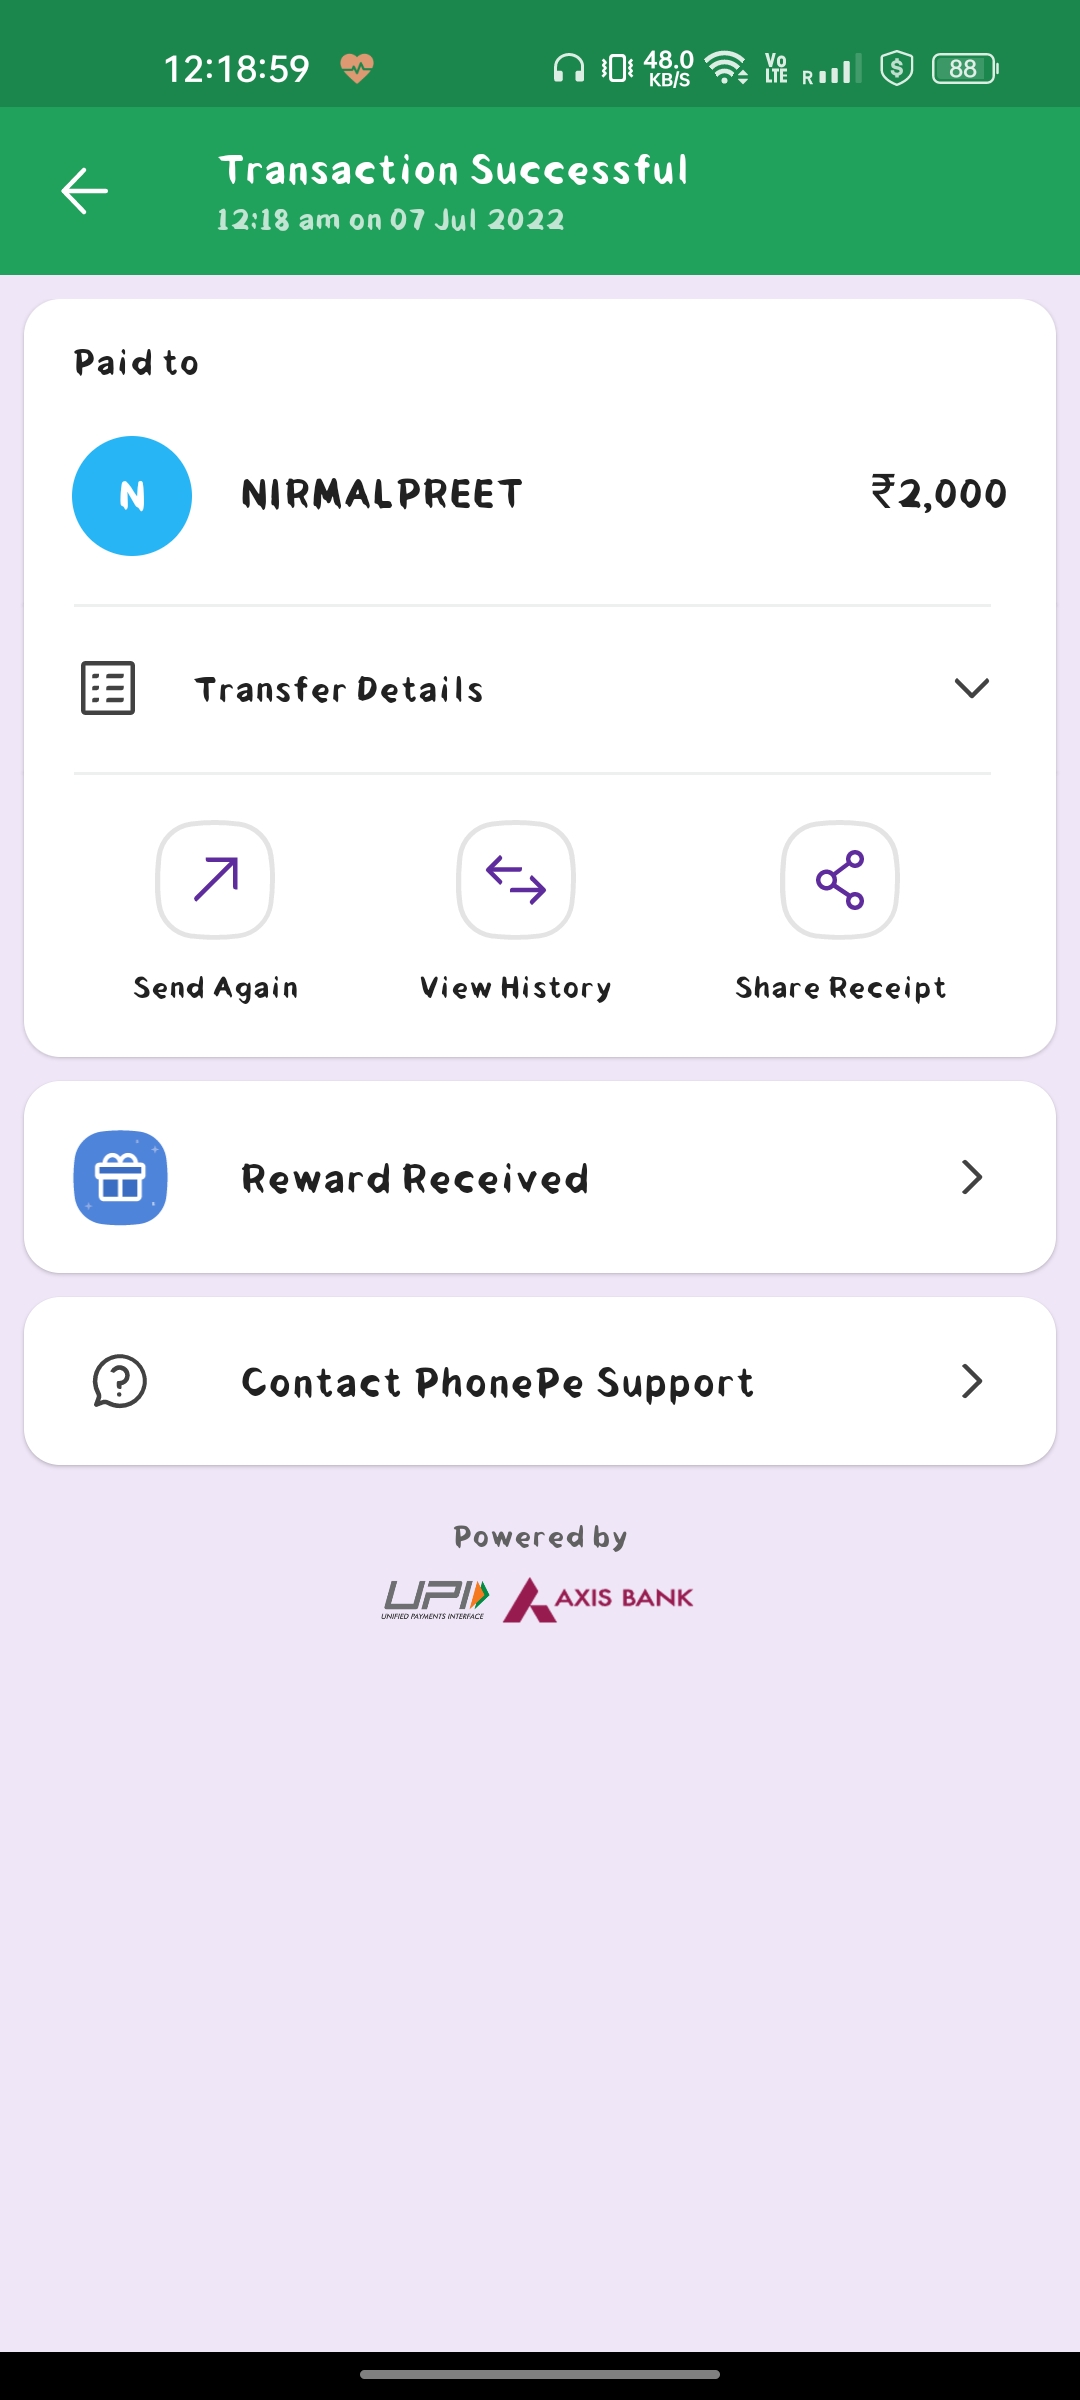 12:18:59
48.0
KB/S
Vo
LTE
R
88
Transaction Successful
12:18 am on 07 Jul 2022
Paid to
N
NIRMALPREET
₹2,000
Transfer Details
Send Again
View History
Share Receipt
Reward Received
Contact PhonePe Support
Powered by
UPI
UNIFIED PAYMENTS INTERFACE
AXIS BANK